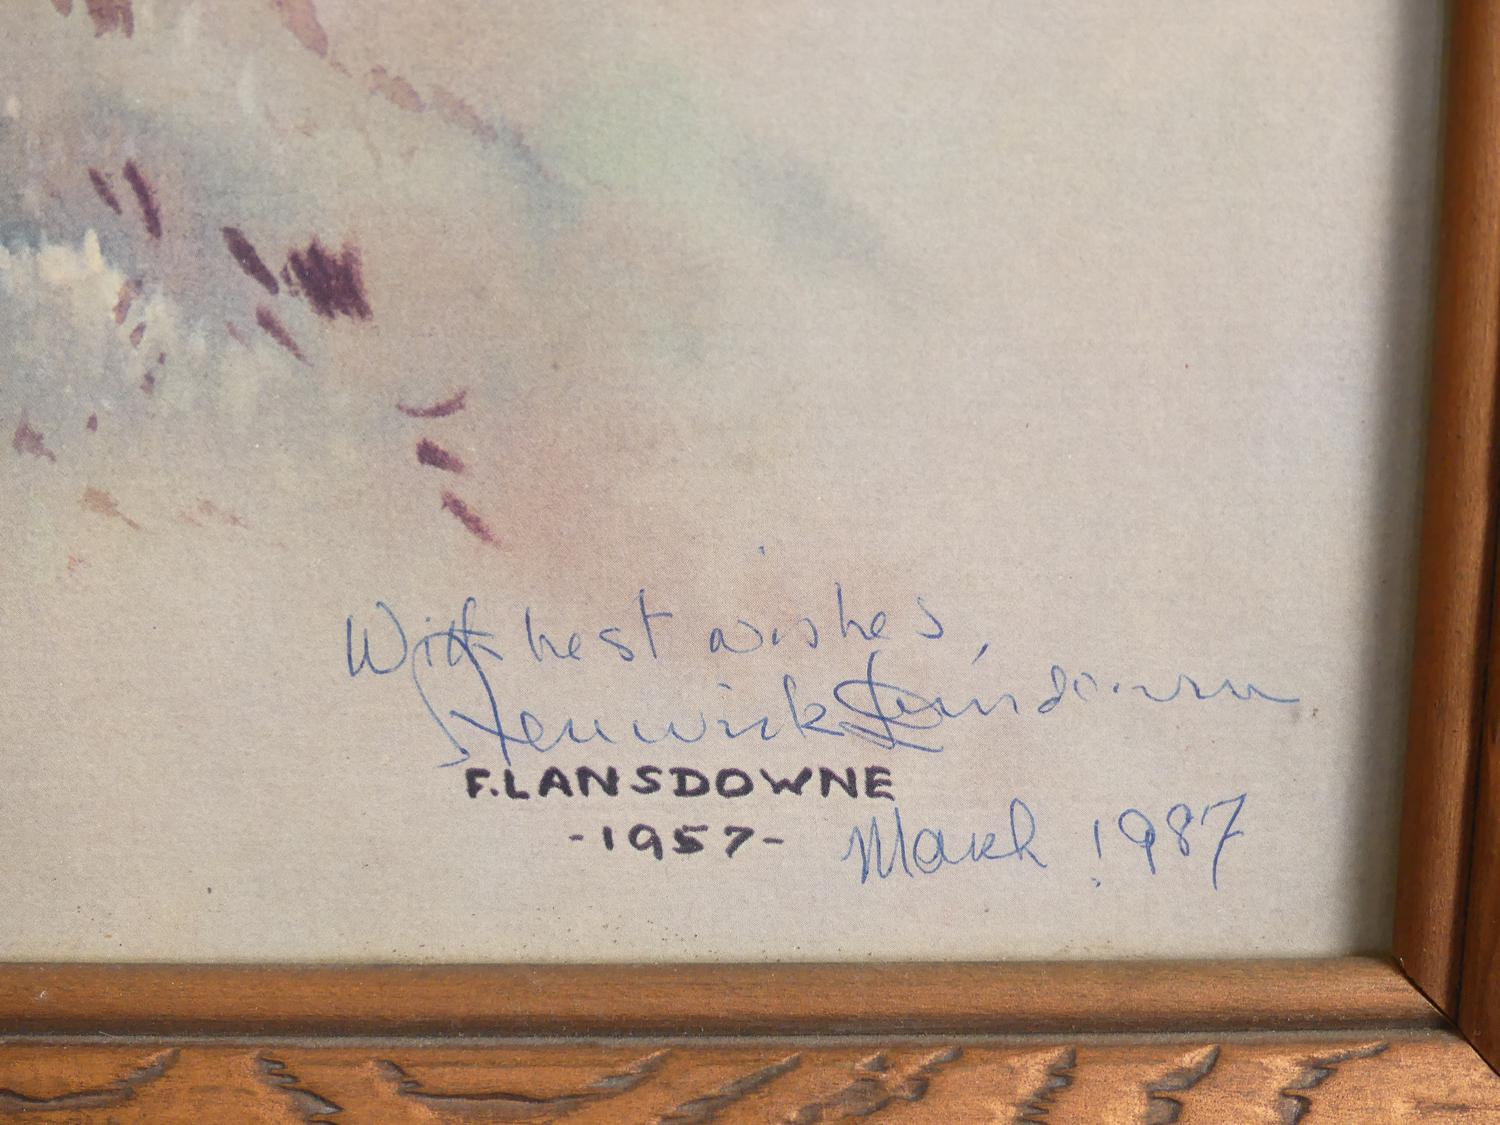 With best wishes,
Fenwick Lansdowne
F. LANSDOWNE
-1957-
March 1987